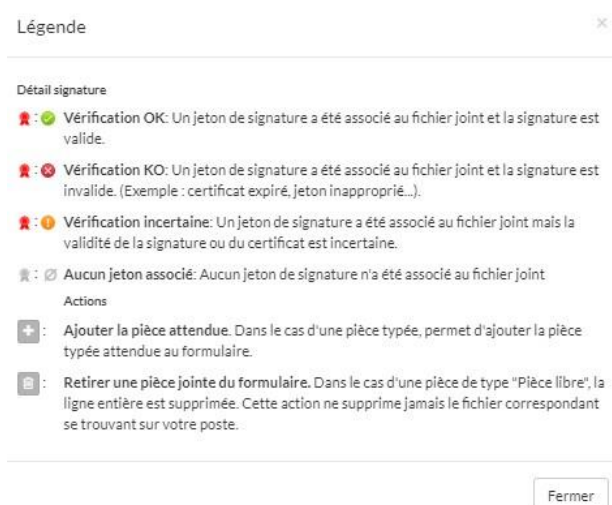 Légende
×
Détail signature
: Vérification OK: Un jeton de signature a été associé au fichier joint et la signature est
valide.
: Vérification KO: Un jeton de signature a été associé au fichier joint et la signature est
invalide. (Exemple : certificat expiré, jeton inapproprié...).
: Vérification incertaine: Un jeton de signature a été associé au fichier joint mais la
validité de la signature ou du certificat est incertaine.
: Aucun jeton associé: Aucun jeton de signature n'a été associé au fichier joint
Actions
: Ajouter la pièce attendue. Dans le cas d'une pièce typée, permet d'ajouter la pièce
typée attendue au formulaire.
: Retirer une pièce jointe du formulaire. Dans le cas d'une pièce de type "Pièce libre", la
ligne entière est supprimée. Cette action ne supprime jamais le fichier correspondant
se trouvant sur votre poste.
Fermer